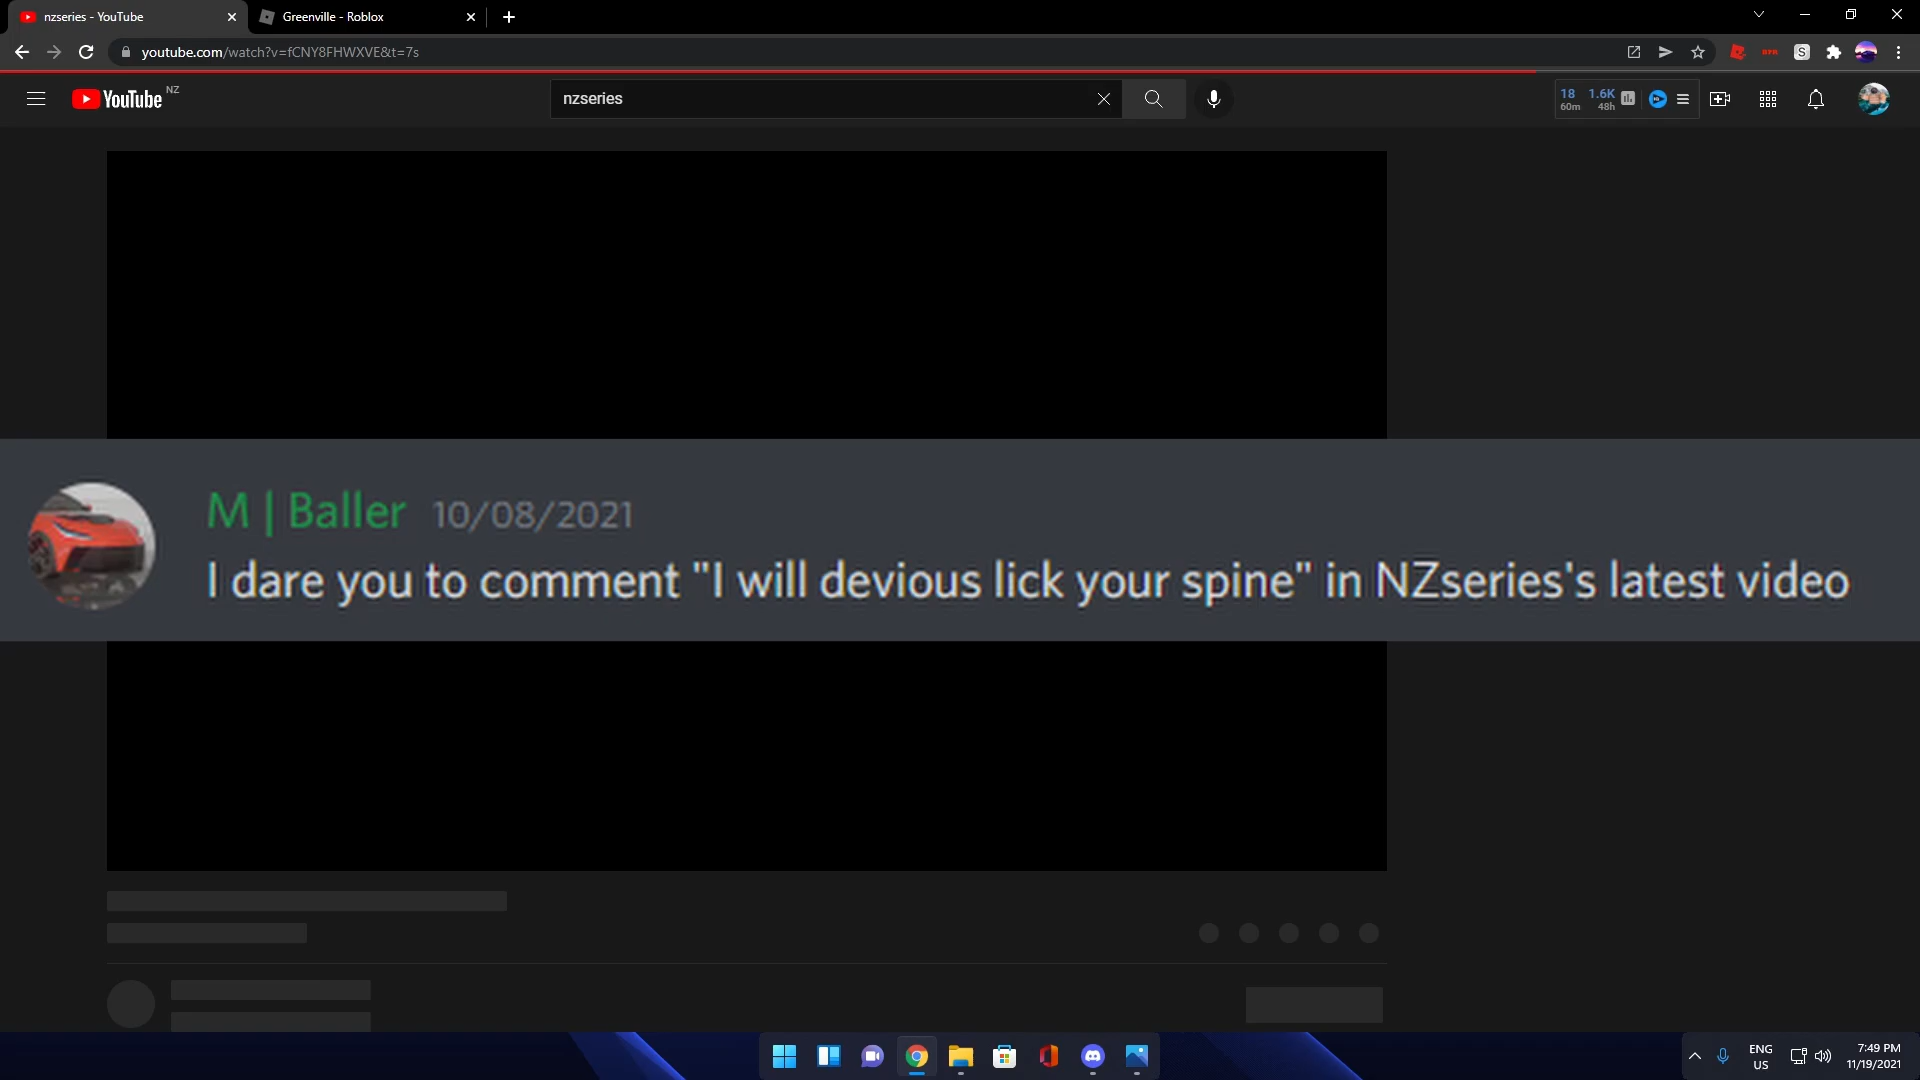 nzseries - YouTube
Greenville - Roblox
youtube.com/watch?v=fCNY8FHWXVE&t=7s
YouTube NZ
nzseries
18 1.6K
60m 48h
M | Baller 10/08/2021
I dare you to comment "I will devious lick your spine" in NZseries's latest video
ENG
US
7:49 PM
11/19/2021